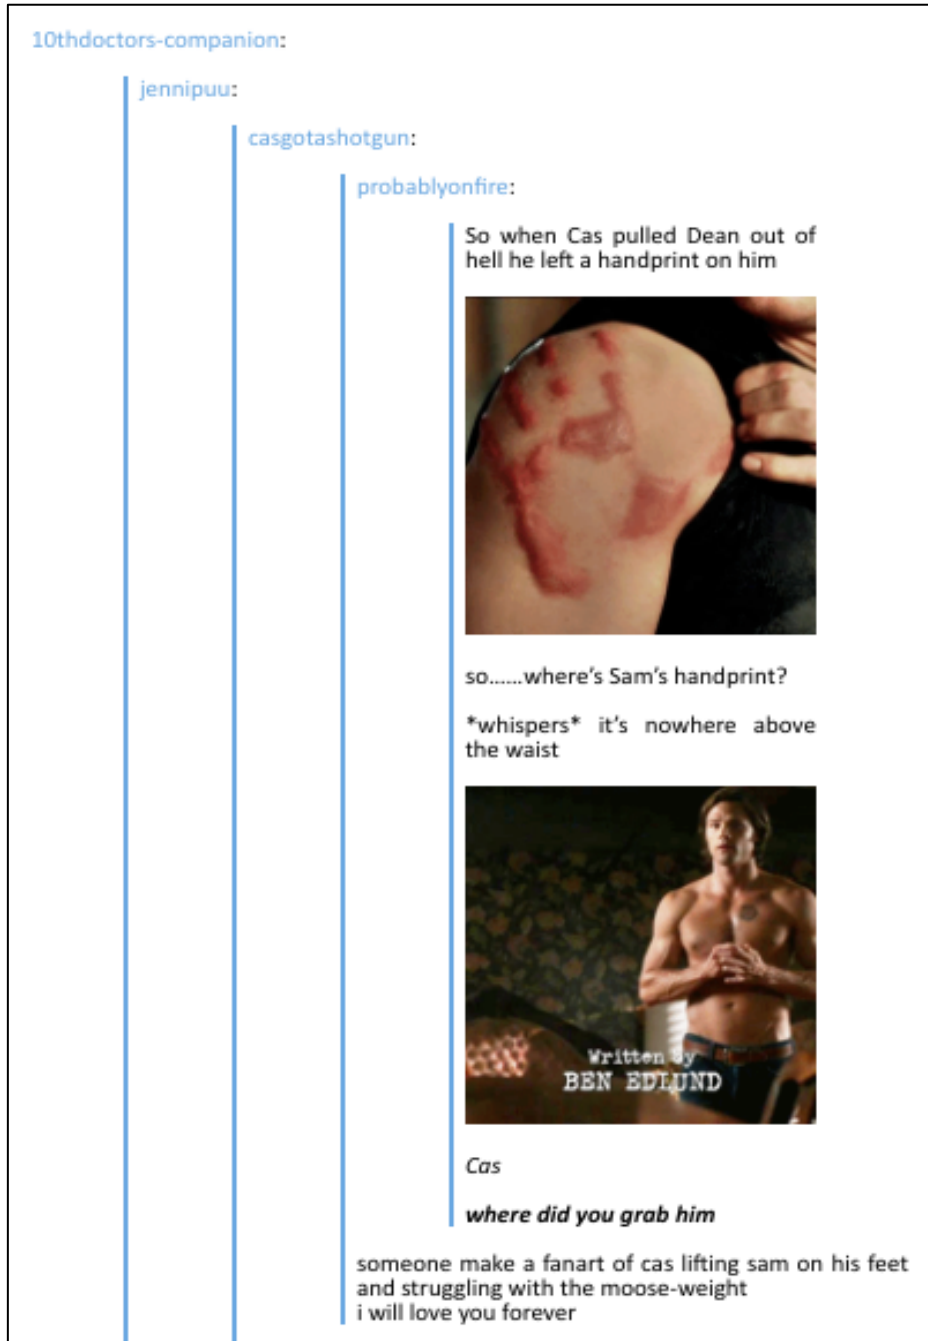 10thdoctors-companion:
jennipuu:
casgotashotgun:
probablyonfire:
So when Cas pulled Dean out of
hell he left a handprint on him
so......where's Sam's handprint?
*whispers* it's nowhere above
the waist
Written by
BEN EDLUND
Cas
where did you grab him
someone make a fanart of cas lifting sam on his feet
and struggling with the moose-weight
i will love you forever